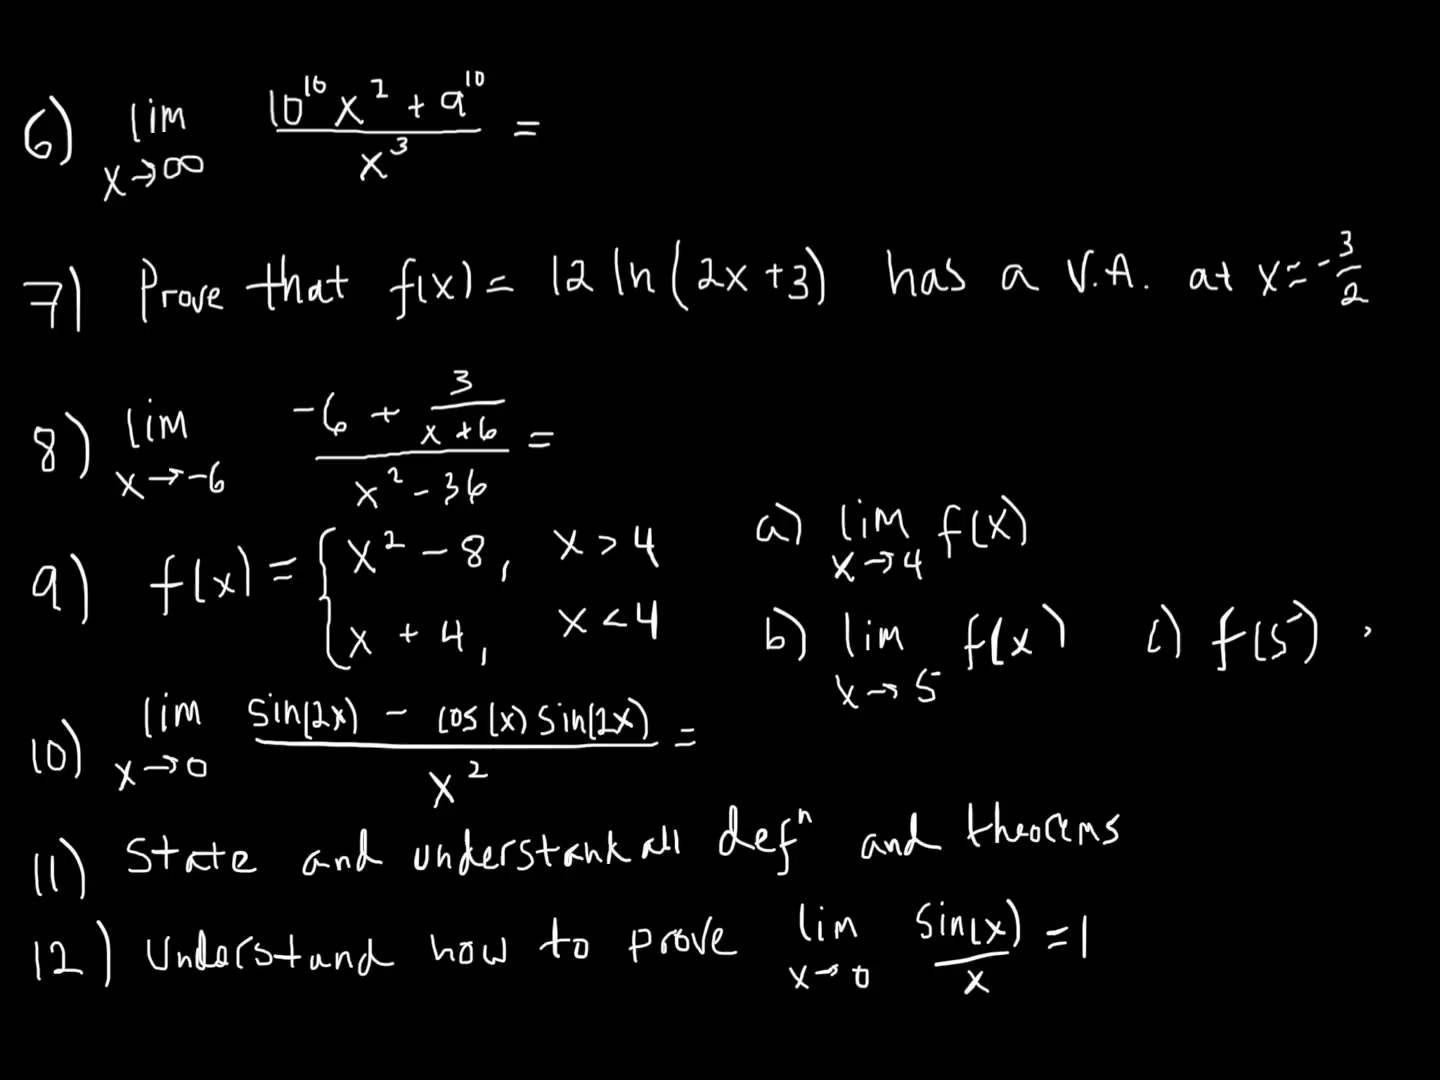 6) lim x→∞ (10^10 x^2 + 9^10) / x^3 =
7) Prove that f(x) = 12 ln(2x+3) has a V.A. at x = -3/2
8) lim x→-6 (-6 + 3/(x+6)) / (x^2 - 36) =
9) f(x) = { x^2 - 8, x > 4
x + 4, x < 4
a) lim x→4 f(x)
b) lim x→5 f(x) c) f(5)
10) lim x→0 (sin(2x) - cos(x) sin(2x)) / x^2 =
11) State and understank all def^n and theorems
12) Understand how to prove lim x→0 sin(x)/x = 1